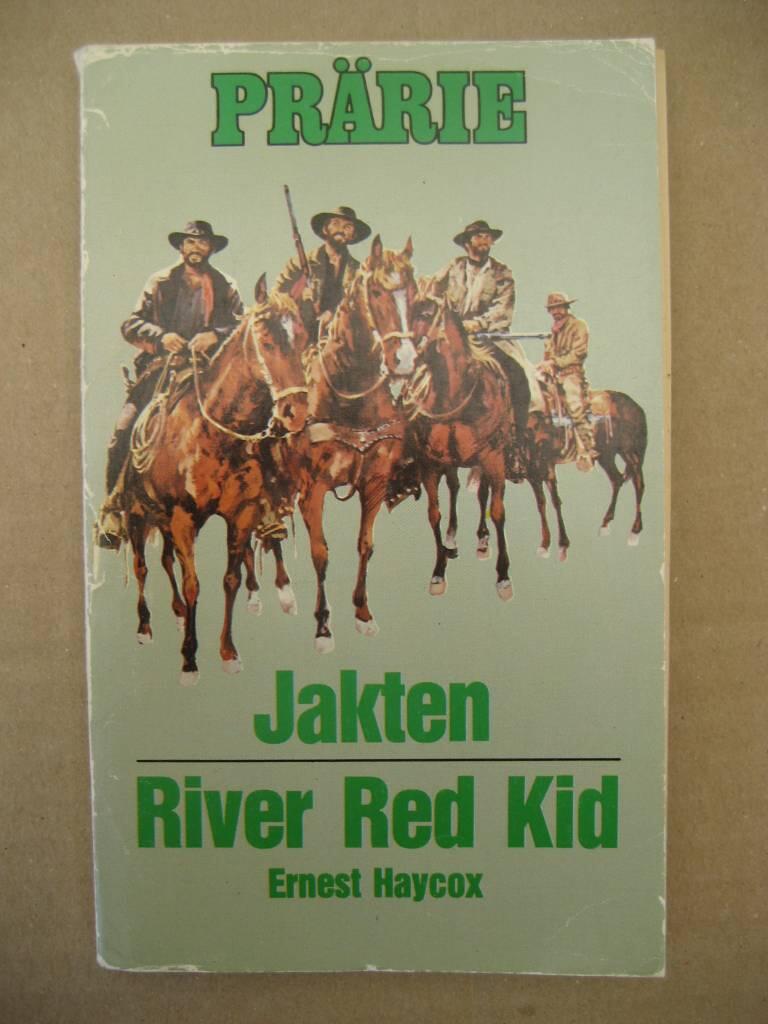 PRÄRIE
Jakten
River Red Kid
Ernest Haycox